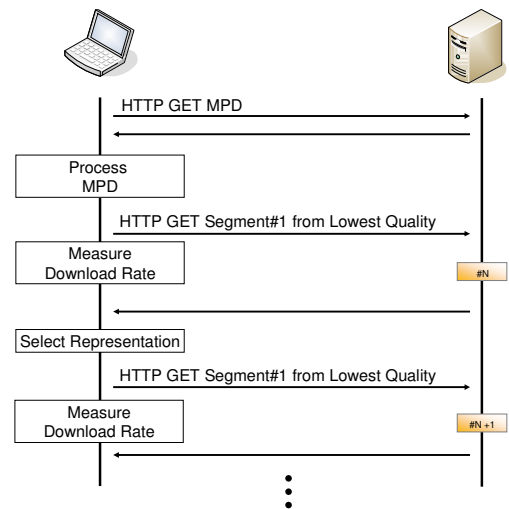 HTTP GET MPD
Process
MPD
HTTP GET Segment#1 from Lowest Quality
Measure
Download Rate
#N
Select Representation
HTTP GET Segment#1 from Lowest Quality
Measure
Download Rate
#N +1